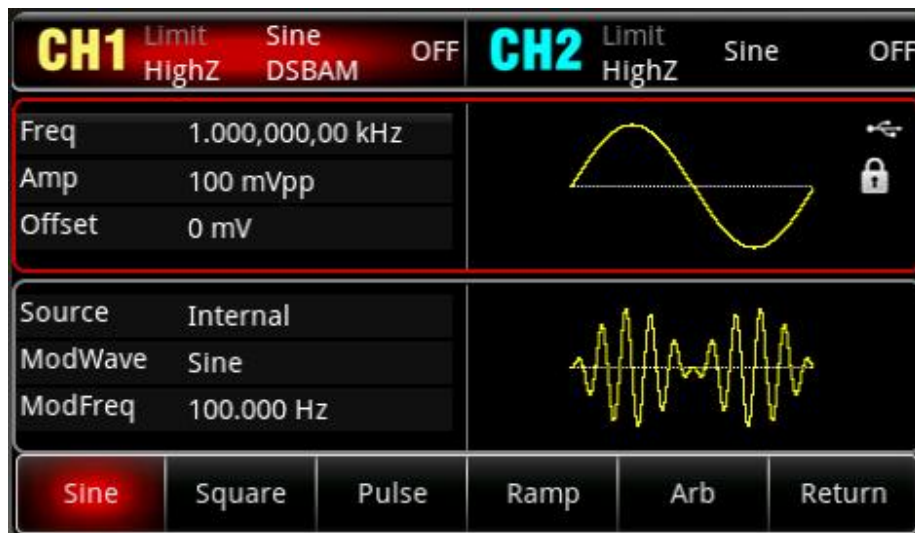 CH1 Limit Sine OFF CH2 Limit Sine OFF
HighZ DSBAM HighZ
Freq 1.000,000,00 kHz
Amp 100 mVpp
Offset 0 mV
Source Internal
ModWave Sine
ModFreq 100.000 Hz
Sine Square Pulse Ramp Arb Return